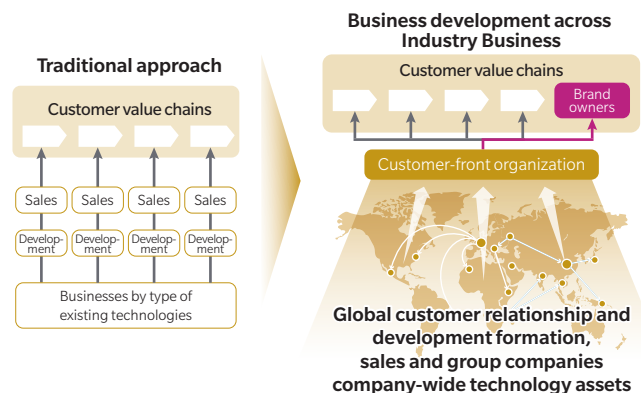 Traditional approach
Customer value chains
Sales
Sales
Sales
Sales
Develop-
ment
Develop-
ment
Develop-
ment
Develop-
ment
Businesses by type of
existing technologies
Business development across
Industry Business
Customer value chains
Brand
owners
Customer-front organization
Global customer relationship and
development formation,
sales and group companies
company-wide technology assets